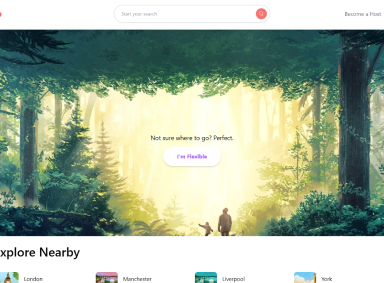 Start your search
Become a Host
Not sure where to go? Perfect.
I'm Flexible
xplore Nearby
London
Manchester
Liverpool
York